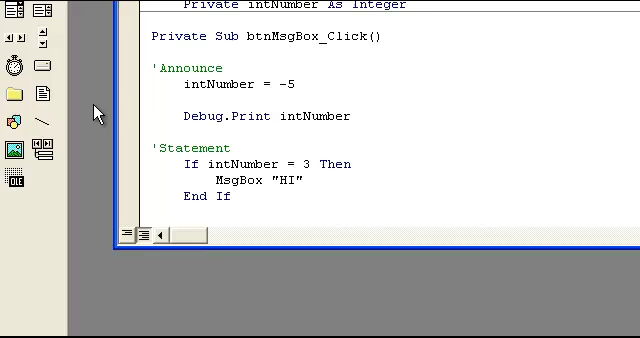 Private intNumber As Integer
Private Sub btnMsgBox_Click()
'Announce
intNumber = -5
Debug.Print intNumber
'Statement
If intNumber = 3 Then
MsgBox "HI"
End If
OLE